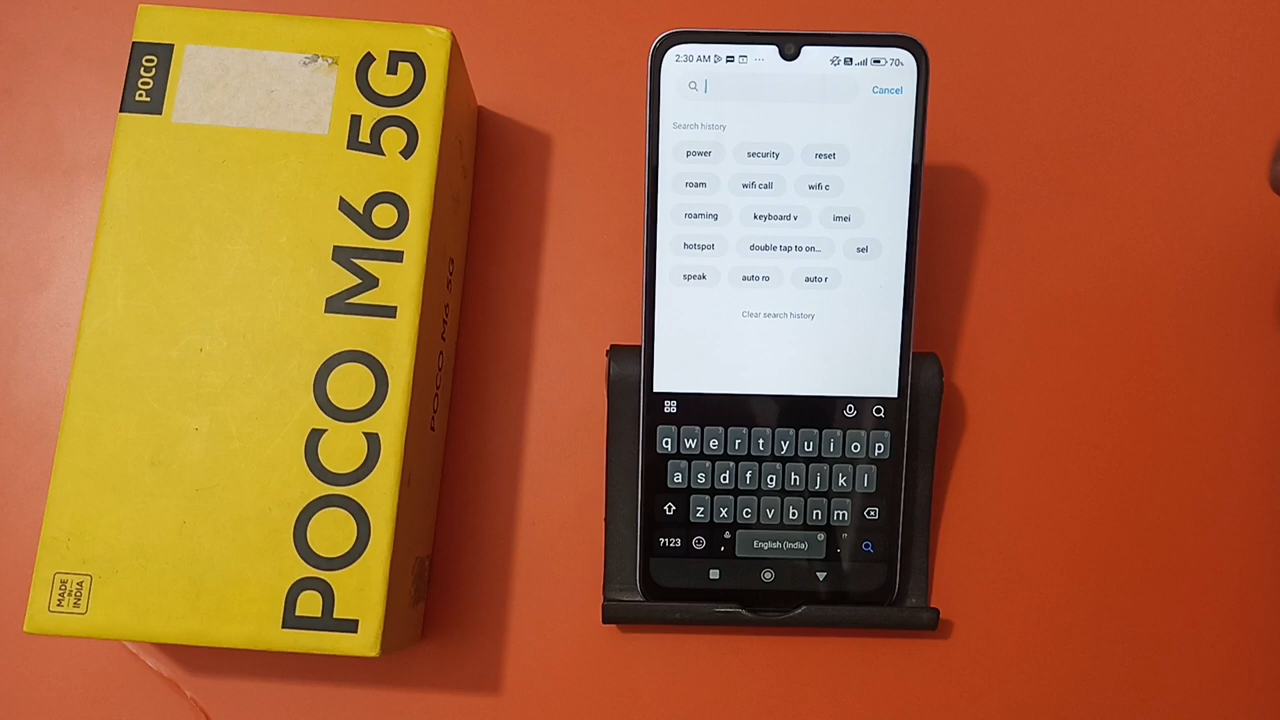 POCO
POCO M6 5G
POCO M6 5G
MADE
IN
INDIA
2:30 AM
70%
Cancel
Search history
power security reset
roam wifi call wifi c
roaming keyboard v imei
hotspot double tap to on... sel
speak auto ro auto r
Clear search history
q w e r t y u i o p
a s d f g h j k l
z x c v b n m
?123 , English (India) .